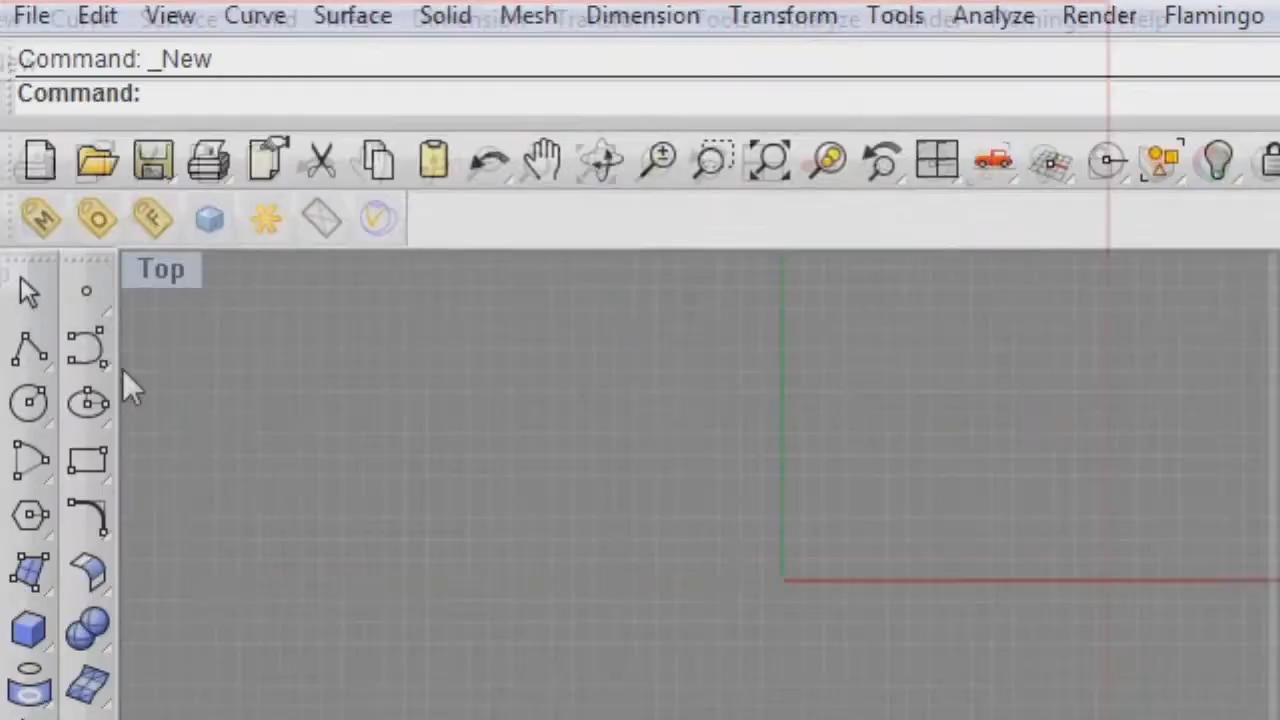 File Edit View Curve Surface Solid Mesh Dimension Transform Tools Analyze Render Flamingo
Command: _New
Command:
M O F
Top